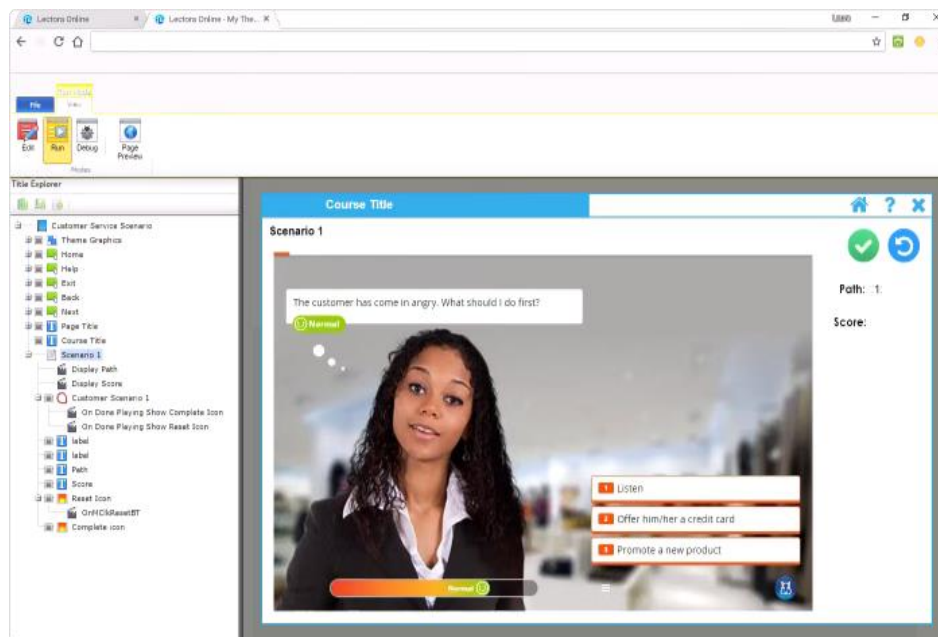 Lectora Online
Lectora Online - My The...
File
View
Edit
Run
Debug
Page
Preview
Modes
Title Explorer
Customer Service Scenario
Theme Graphics
Home
Help
Exit
Back
Next
Page Title
Course Title
Scenario 1
Display Path
Display Score
Customer Scenario 1
On Done Playing Show Complete Icon
On Done Playing Show Reset Icon
label
label
Path
Score
Reset Icon
OnMClkResetBT
Complete icon
Course Title
?
Scenario 1
The customer has come in angry. What should I do first?
Normal
Path: 1:
Score:
1 Listen
2 Offer him/her a credit card
3 Promote a new product
Normal